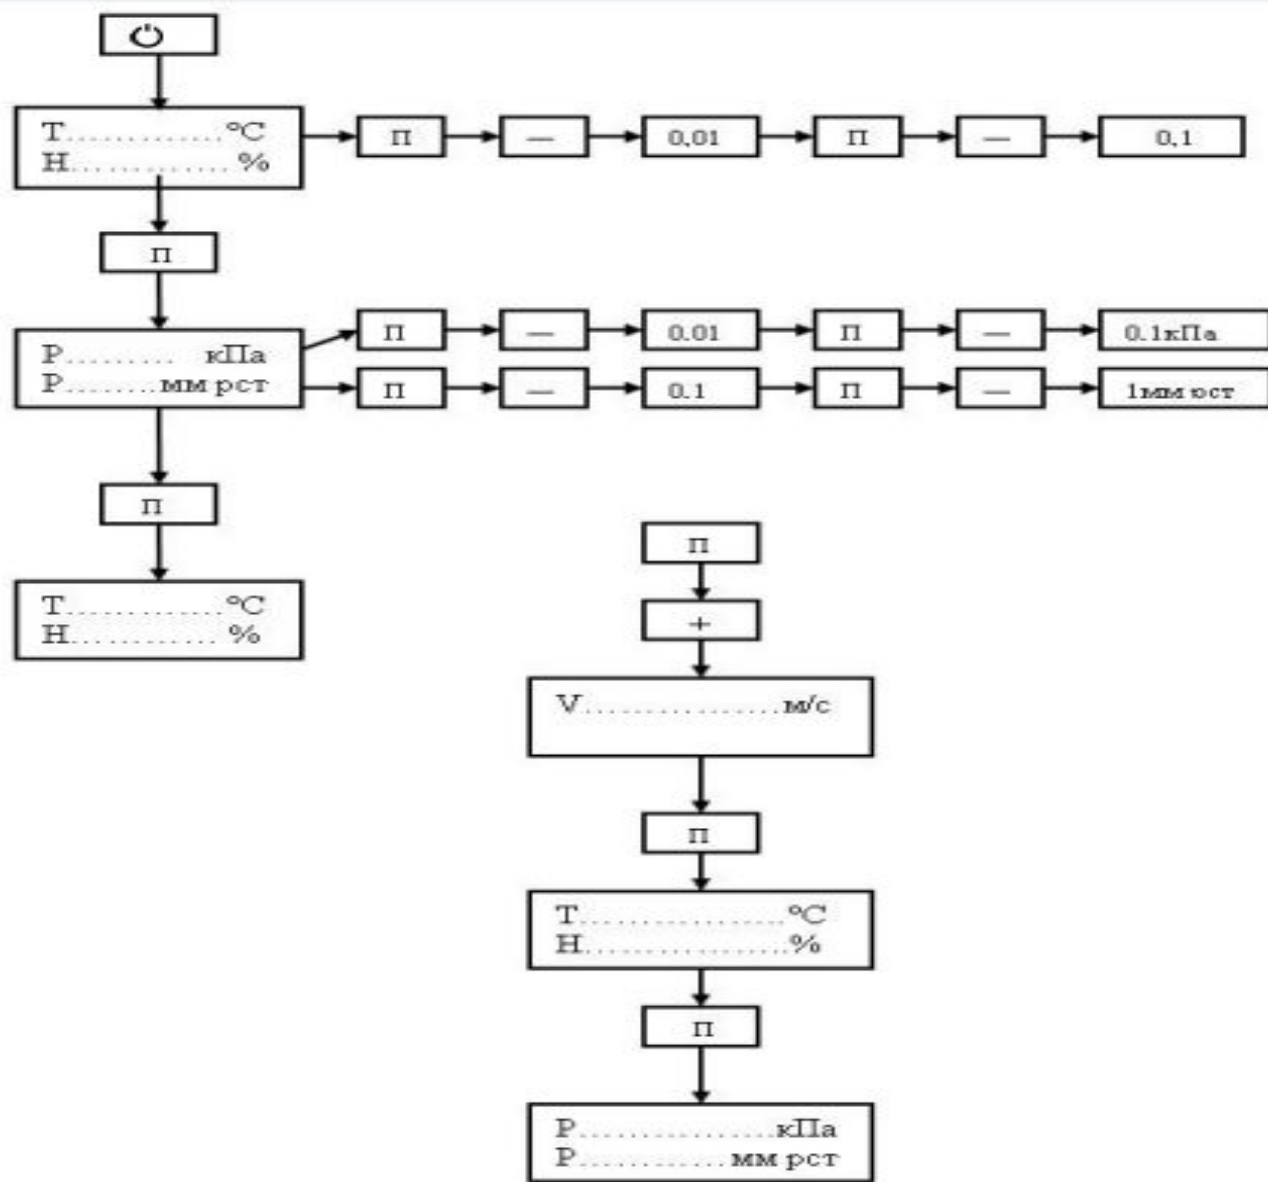 T.............°C
H............. %
П
—
0,01
П
—
0,1
П
P......... кПа
P........мм рст
П
—
0.01
П
—
0.1кПа
П
—
0.1
П
—
1мм юст
П
T.............°C
H............ %
П
+
V.................м/с
П
T.................°C
H.................%
П
P.................кПа
P.............мм рст